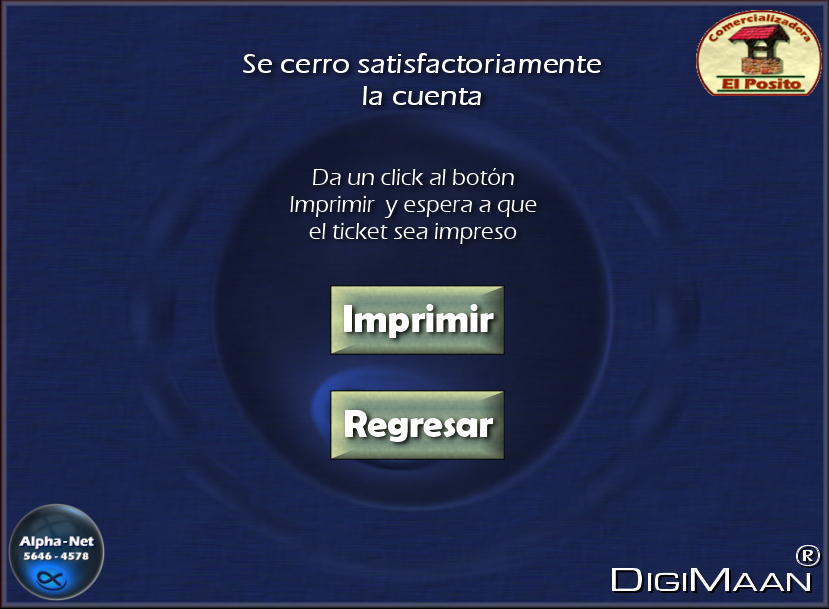 Comercializadora
El Posito
Se cerro satisfactoriamente
la cuenta
Da un click al botón
Imprimir y espera a que
el ticket sea impreso
Imprimir
Regresar
Alpha-Net
5646 - 4578
DIGIMAAN®